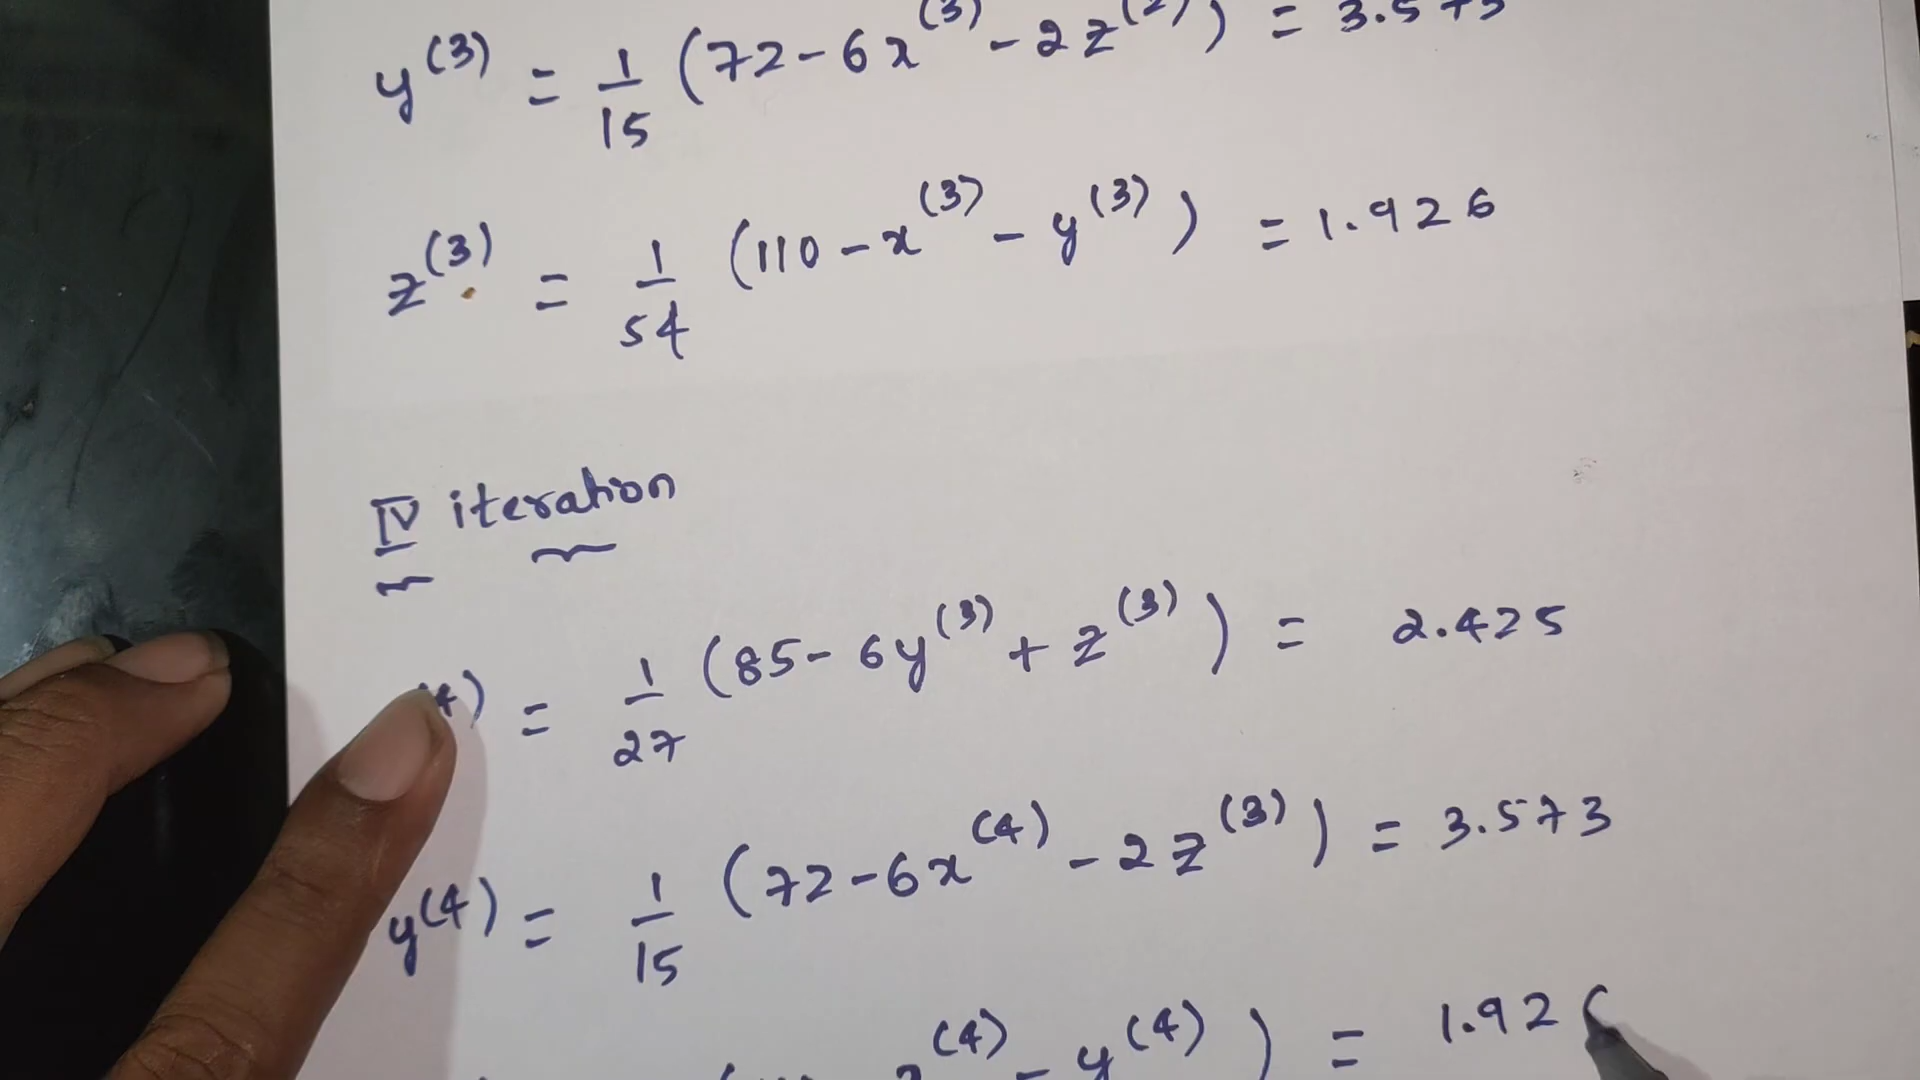 y^(3) = 1/15 (72 - 6x^(3) - 2z^(2)) = 3.573
z^(3) = 1/54 (110 - x^(3) - y^(3)) = 1.926
IV iteration
4) = 1/27 (85 - 6y^(3) + z^(3)) = 2.425
y^(4) = 1/15 (72 - 6x^(4) - 2z^(3)) = 3.573
x^(4) - y^(4)) = 1.92